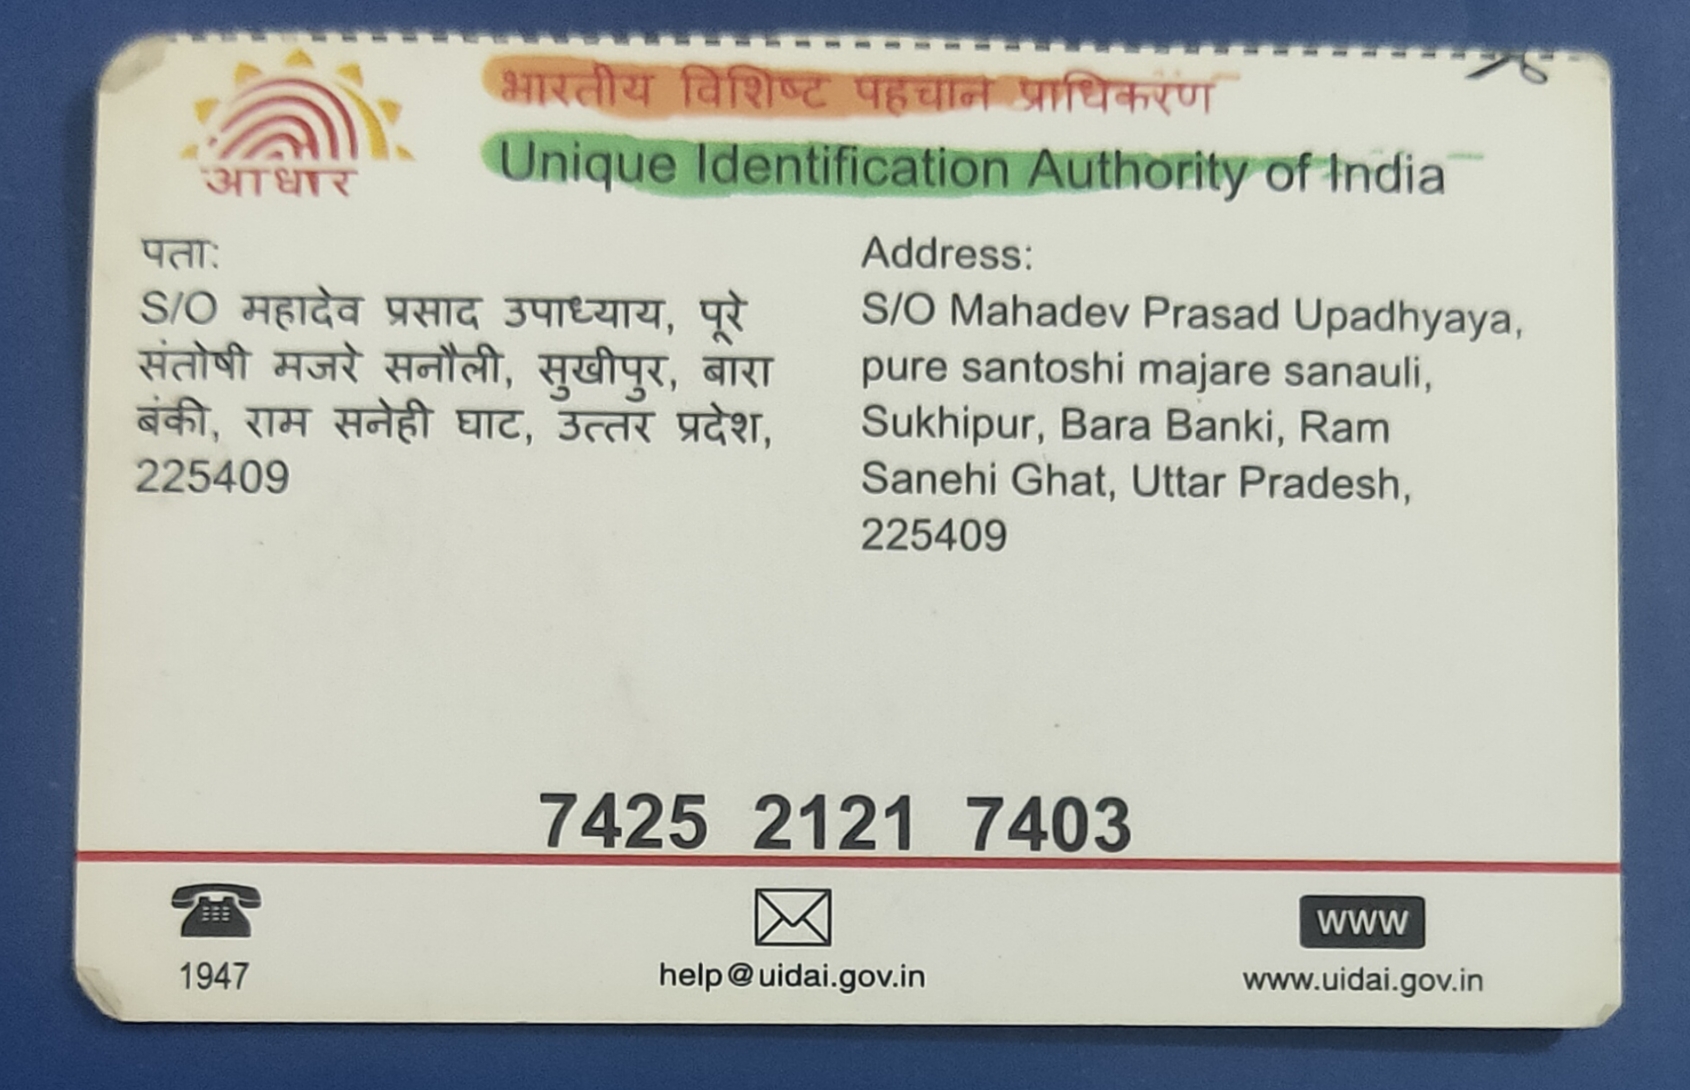 भारतीय विशिष्ट पहचान प्राधिकरण
Unique Identification Authority of India
आधार
पता:
S/O महादेव प्रसाद उपाध्याय, पूरे
संतोषी मजरे सनौली, सुखीपुर, बारा
बंकी, राम सनेही घाट, उत्तर प्रदेश,
225409
Address:
S/O Mahadev Prasad Upadhyaya,
pure santoshi majare sanauli,
Sukhipur, Bara Banki, Ram
Sanehi Ghat, Uttar Pradesh,
225409
7425 2121 7403
1947
help@uidai.gov.in
www
www.uidai.gov.in